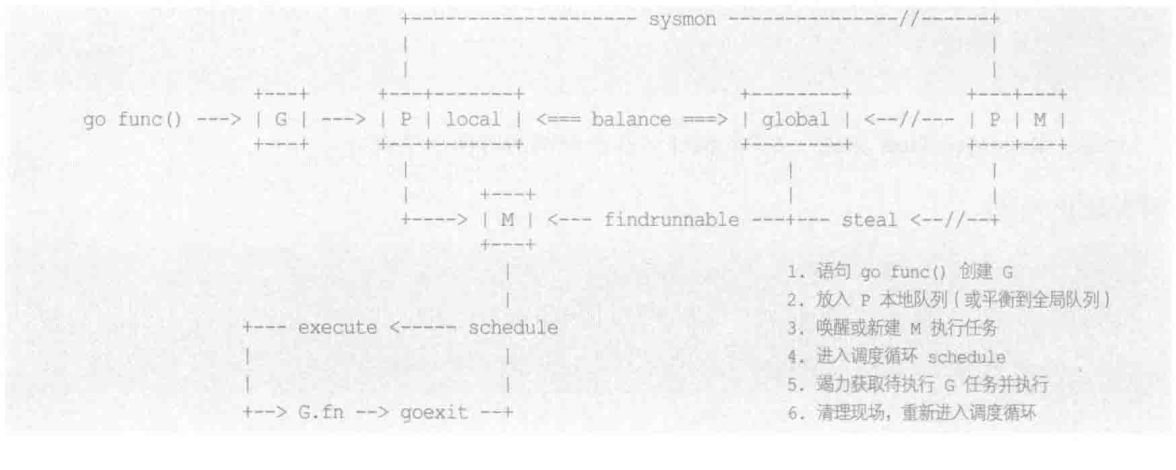 +--------------------- sysmon ---------------//------+
|                                                    |
|                                                    |
+---+ +---+-------+ +--------+ +---+---+
go func() ---> | G | ---> | P | local | <=== balance ===> | global | <--//--- | P | M |
+---+ +---+-------+ +--------+ +---+---+
| | |
| +---+ | |
+----> | M | <--- findrunnable ---+--- steal <--//--+
+---+
| 1. 语句 go func() 创建 G
| 2. 放入 P 本地队列（或平衡到全局队列）
+--- execute <----- schedule 3. 唤醒或新建 M 执行任务
| | 4. 进入调度循环 schedule
| | 5. 竭力获取待执行 G 任务并执行
+--> G.fn --> goexit --+ 6. 清理现场，重新进入调度循环